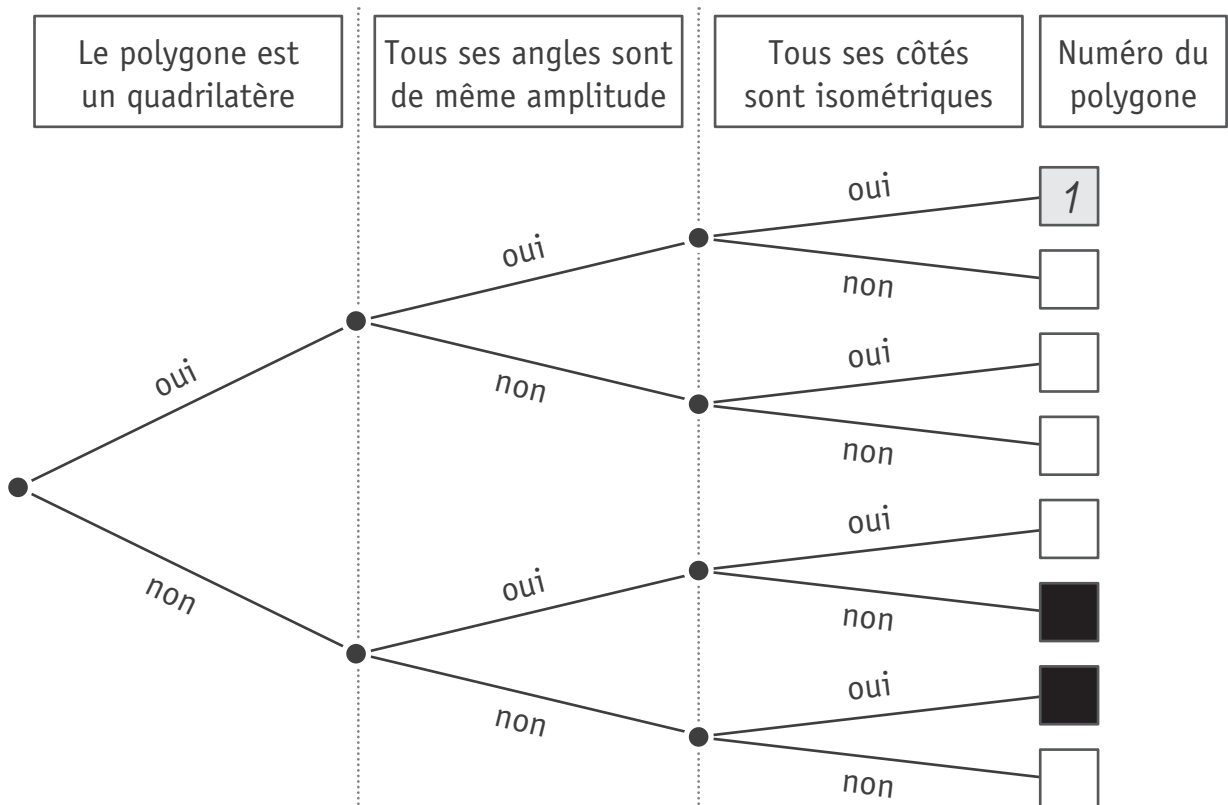 Le polygone est
un quadrilatère
Tous ses angles sont
de même amplitude
Tous ses côtés
sont isométriques
Numéro du
polygone
oui
1
oui
non
oui
oui
non
non
oui
non
oui
non
oui
non
non